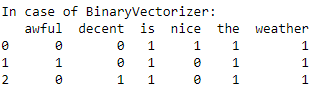 In case of BinaryVectorizer:
awful decent is nice the weather
0 0 0 1 1 1 1
1 1 0 1 0 1 1
2 0 1 1 0 1 1